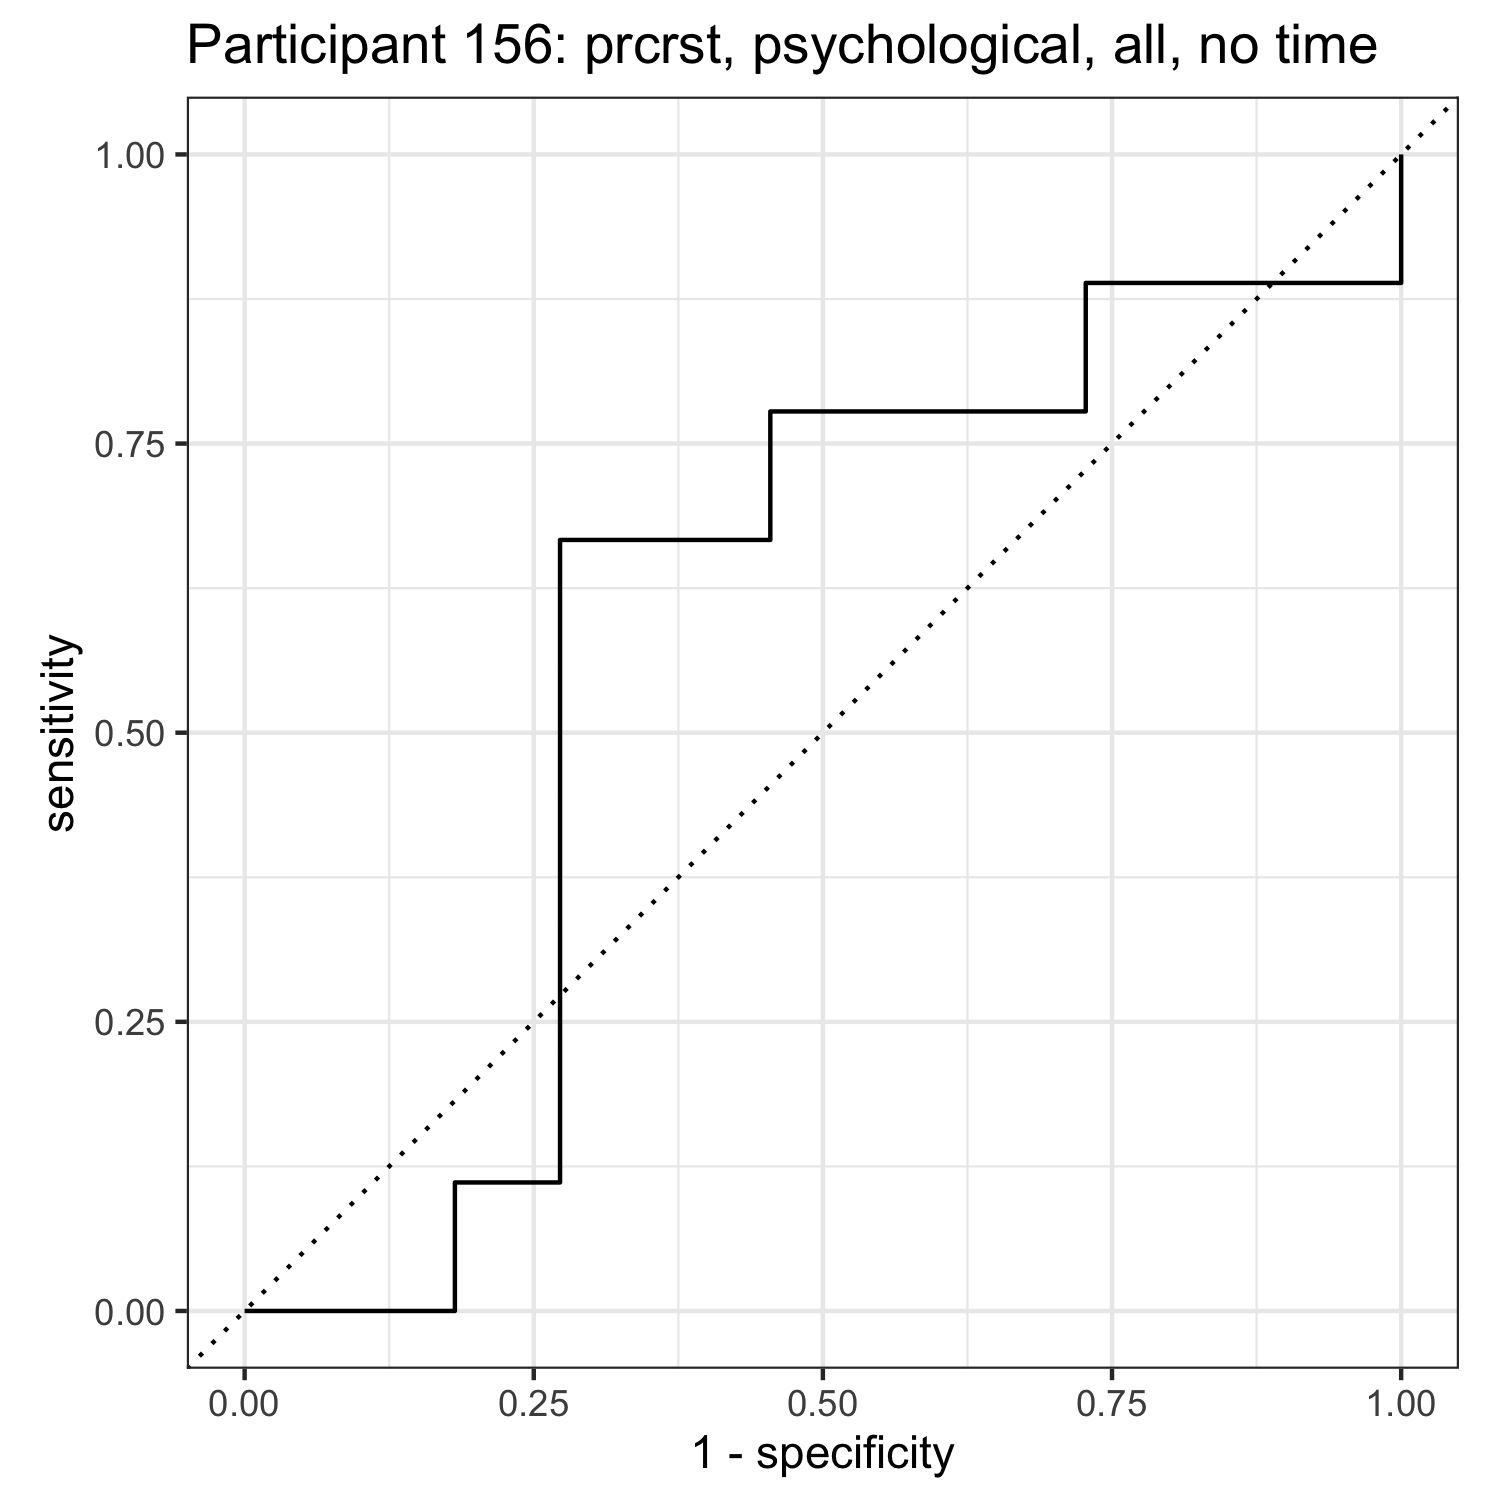 Participant 156: prcrst, psychological, all, no time
1.00
0.75
0.50
0.25
0.00
sensitivity
0.00 0.25 0.50 0.75 1.00
1 - specificity